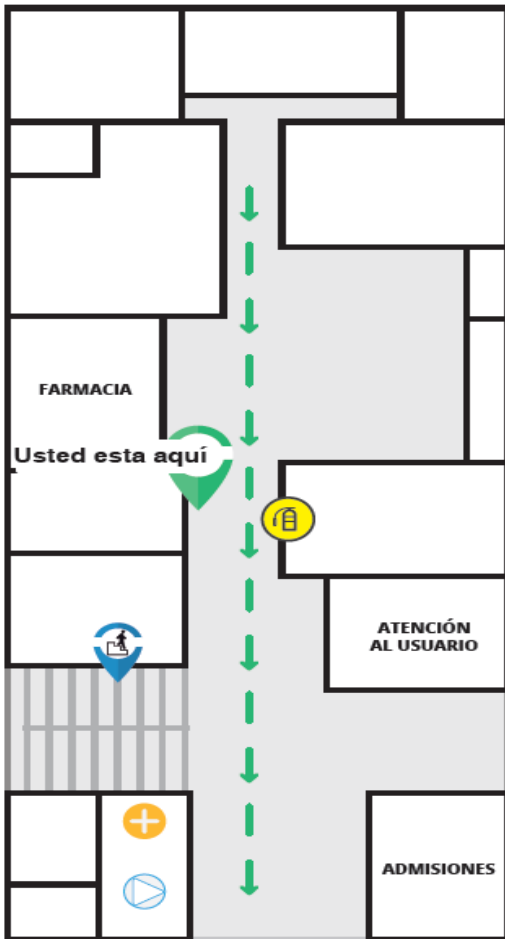 FARMACIA
Usted esta aquí
ATENCIÓN
AL USUARIO
ADMISIONES